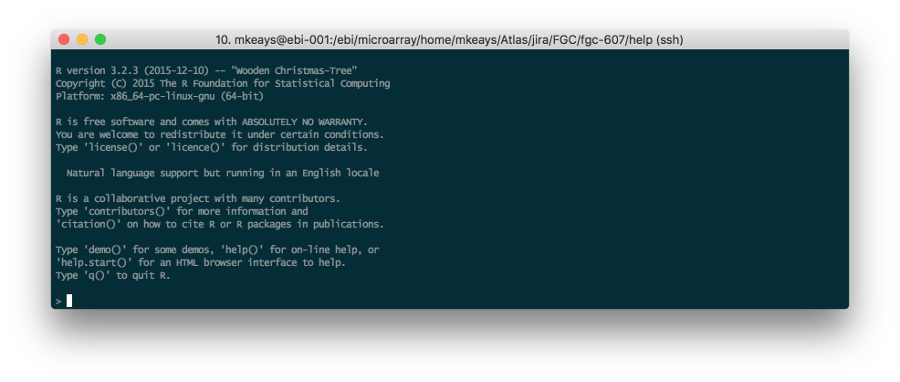 10. mkeays@ebi-001:/ebi/microarray/home/mkeays/Atlas/jira/FGC/fgc-607/help (ssh)
R version 3.2.3 (2015-12-10) -- "Wooden Christmas-Tree"
Copyright (C) 2015 The R Foundation for Statistical Computing
Platform: x86_64-pc-linux-gnu (64-bit)
R is free software and comes with ABSOLUTELY NO WARRANTY.
You are welcome to redistribute it under certain conditions.
Type 'license()' or 'licence()' for distribution details.
Natural language support but running in an English locale
R is a collaborative project with many contributors.
Type 'contributors()' for more information and
'citation()' on how to cite R or R packages in publications.
Type 'demo()' for some demos, 'help()' for on-line help, or
'help.start()' for an HTML browser interface to help.
Type 'q()' to quit R.
>